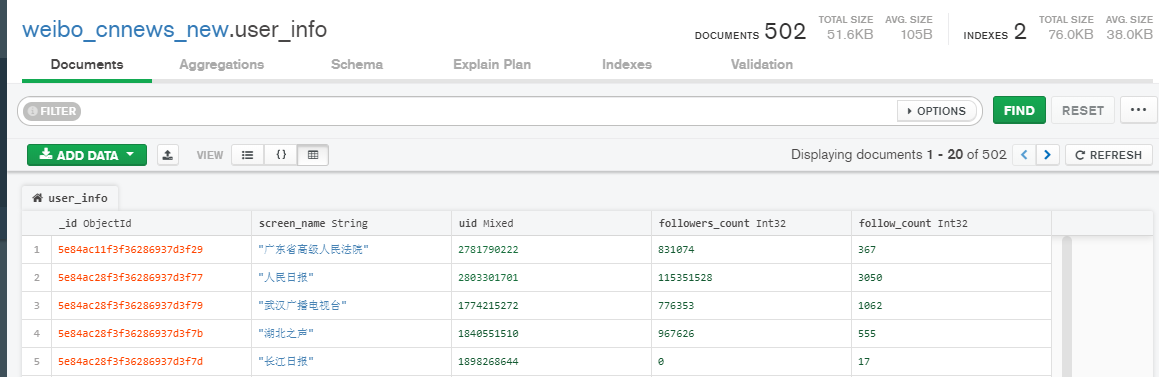 weibo_cnnews_new.user_info
DOCUMENTS 502 TOTAL SIZE 51.6KB AVG. SIZE 105B INDEXES 2 TOTAL SIZE 76.0KB AVG. SIZE 38.0KB
Documents Aggregations Schema Explain Plan Indexes Validation
FILTER OPTIONS FIND RESET ...
ADD DATA VIEW {} Displaying documents 1 - 20 of 502 < > REFRESH
user_info
_id ObjectId screen_name String uid Mixed followers_count Int32 follow_count Int32
1 5e84ac11f3f36286937d3f29 "广东省高级人民法院" 2781790222 831074 367
2 5e84ac28f3f36286937d3f77 "人民日报" 2803301701 115351528 3050
3 5e84ac28f3f36286937d3f79 "武汉广播电视台" 1774215272 776353 1062
4 5e84ac28f3f36286937d3f7b "湖北之声" 1840551510 967626 555
5 5e84ac28f3f36286937d3f7d "长江日报" 1898268644 0 17